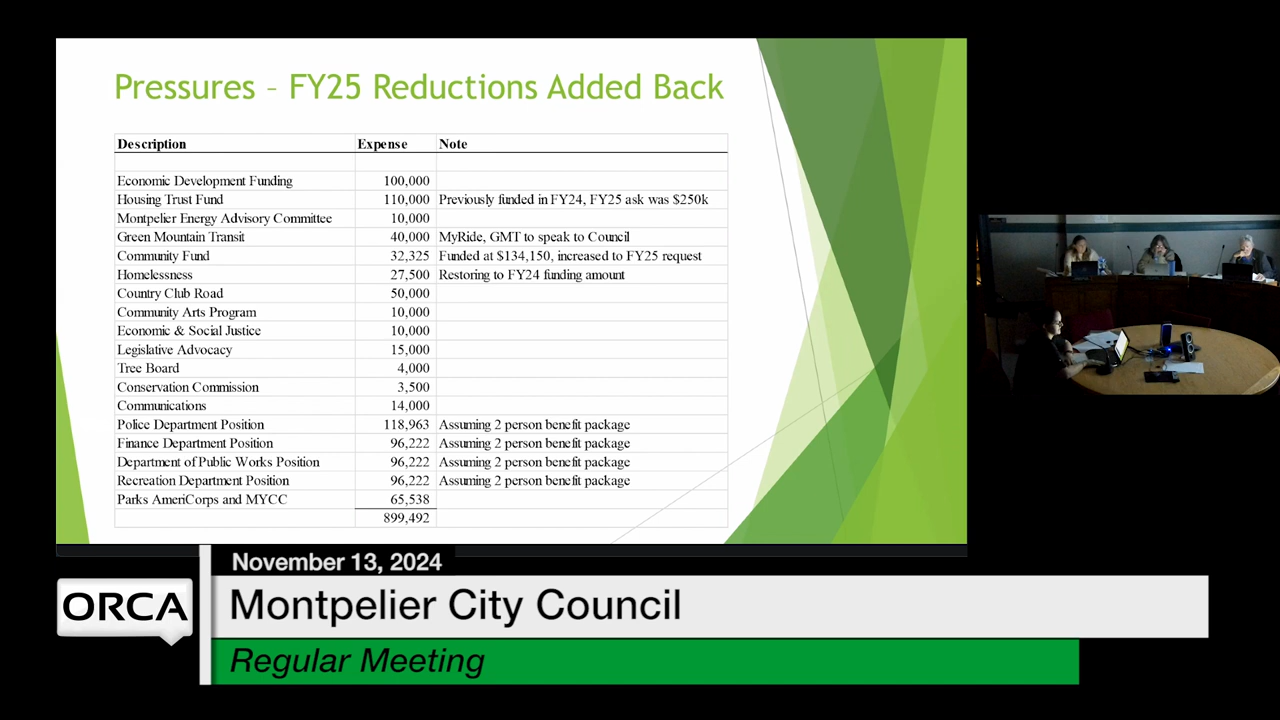 Pressures – FY25 Reductions Added Back
Description Expense Note
Economic Development Funding 100,000
Housing Trust Fund 110,000 Previously funded in FY24, FY25 ask was $250k
Montpelier Energy Advisory Committee 10,000
Green Mountain Transit 40,000 MyRide, GMT to speak to Council
Community Fund 32,325 Funded at $134,150, increased to FY25 request
Homelessness 27,500 Restoring to FY24 funding amount
Country Club Road 50,000
Community Arts Program 10,000
Economic & Social Justice 10,000
Legislative Advocacy 15,000
Tree Board 4,000
Conservation Commission 3,500
Communications 14,000
Police Department Position 118,963 Assuming 2 person benefit package
Finance Department Position 96,222 Assuming 2 person benefit package
Department of Public Works Position 96,222 Assuming 2 person benefit package
Recreation Department Position 96,222 Assuming 2 person benefit package
Parks AmeriCorps and MYCC 65,538
899,492
November 13, 2024
ORCA
Montpelier City Council
Regular Meeting